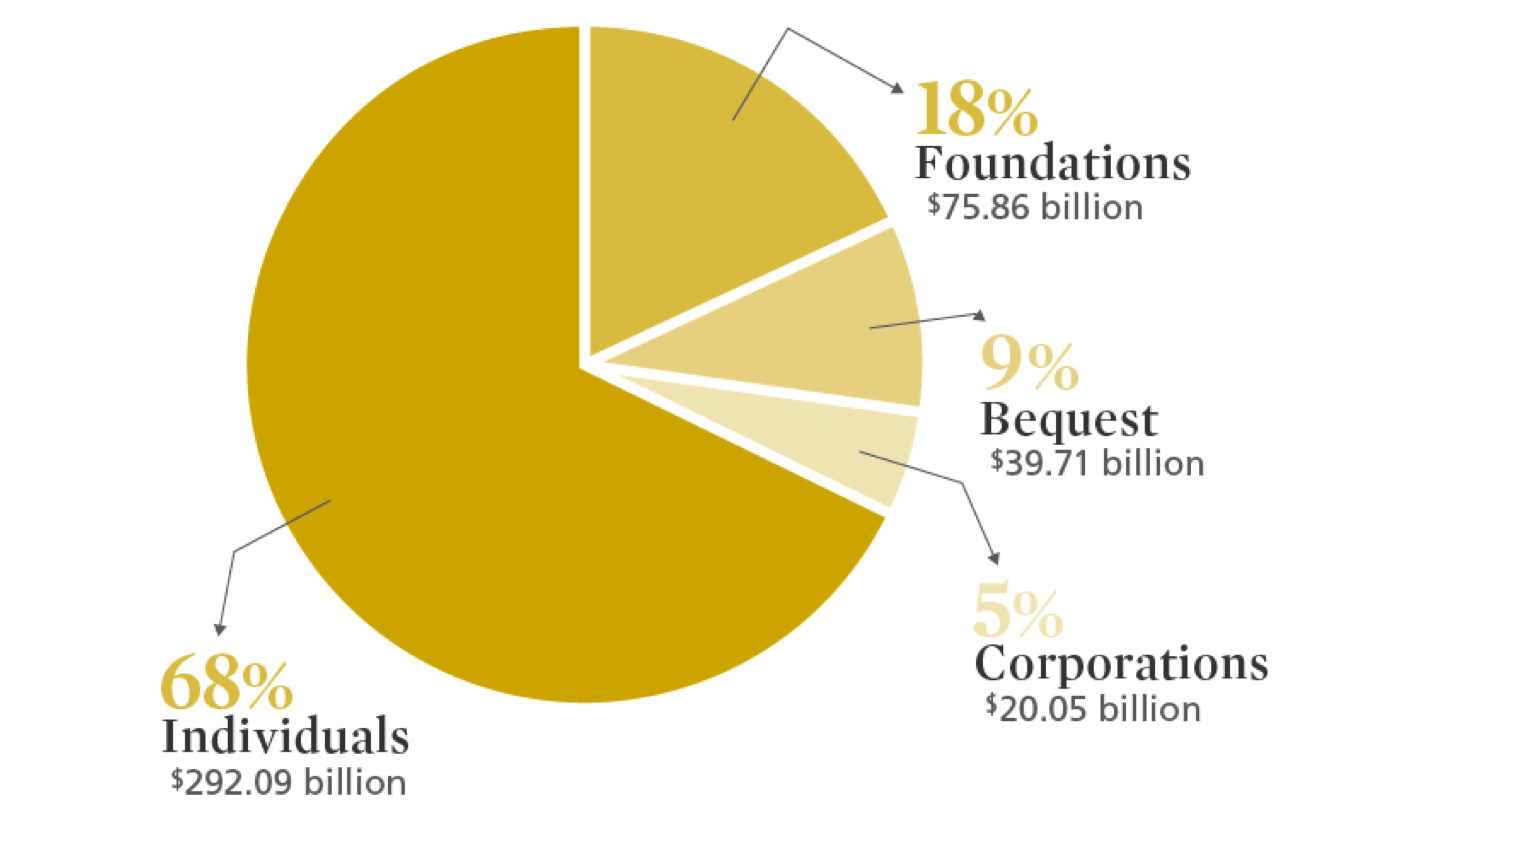 18%
Foundations
$75.86 billion
9%
Bequest
$39.71 billion
5%
Corporations
$20.05 billion
68%
Individuals
$292.09 billion